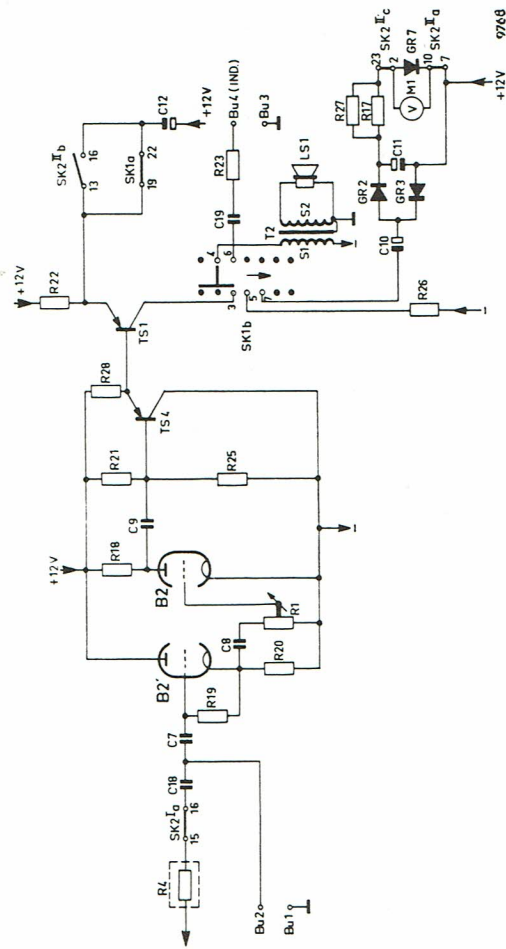 R4
SK2ᴵa
15
16
C18
C7
B2'
R19
Bu2
Bu1
+12V
R18
B2
C8
R20
R1
C9
R21
R28
R25
TS4
1
TS1
+12V
R22
SK2ᴵᴵb
13
16
SK1a
19
22
C12
+12V
3
5
7
4
6
SK1b
C19
R23
Bu4 (IND.)
Bu3
T2
S1
S2
LS1
1
R26
1
C10
GR2
GR3
C11
R27
R17
23
SK2ᴵᴵc
2
M1
V
GR7
10
SK2ᴵᴵa
7
+12V
9768